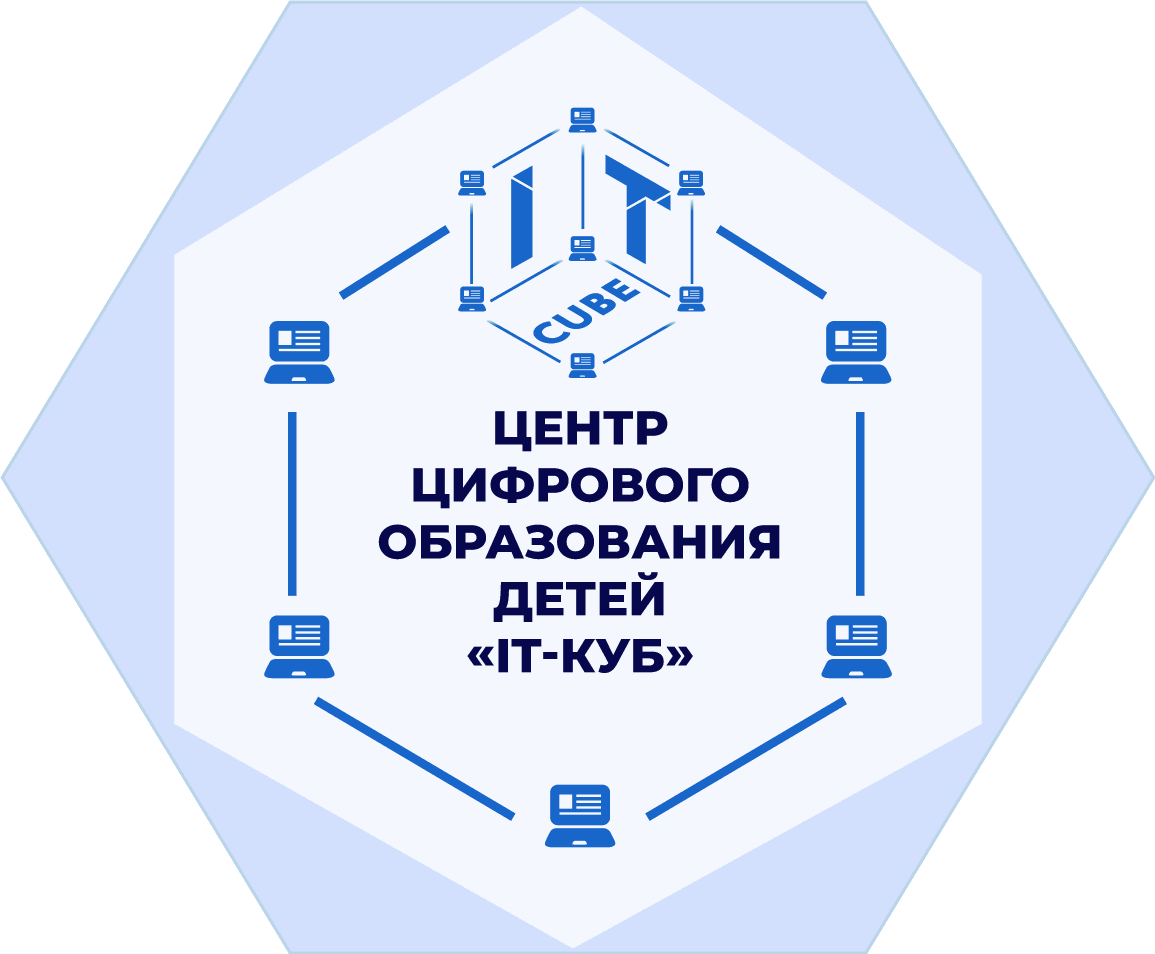 IT
CUBE
ЦЕНТР
ЦИФРОВОГО
ОБРАЗОВАНИЯ
ДЕТЕЙ
«IT-КУБ»